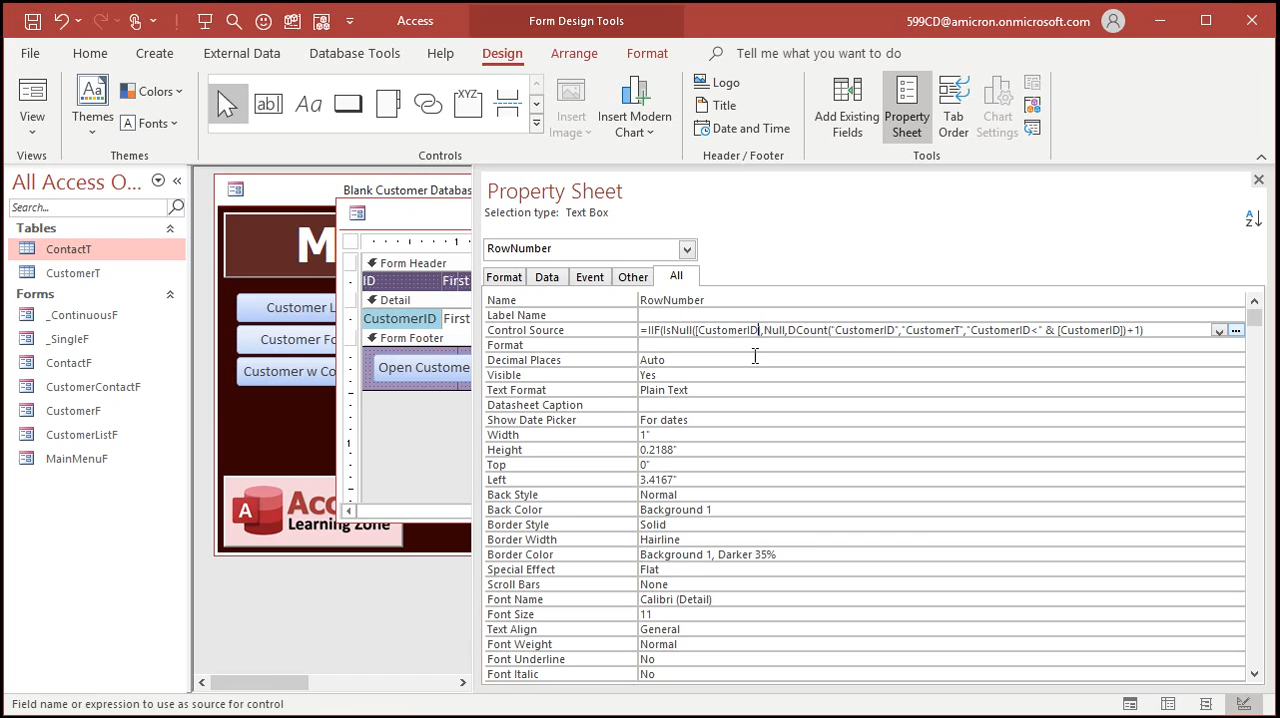 Access
Form Design Tools
599CD@amicron.onmicrosoft.com
File Home Create External Data Database Tools Help Design Arrange Format Tell me what you want to do
View
Views
Themes
Colors
Fonts
Themes
ab|
Aa
XYZ
Controls
Insert Image
Insert Modern Chart
Logo
Title
Date and Time
Header / Footer
Add Existing Fields
Property Sheet
Tab Order
Chart Settings
Tools
All Access O...
Search...
Tables
ContactT
CustomerT
Forms
_ContinuousF
_SingleF
ContactF
CustomerContactF
CustomerF
CustomerListF
MainMenuF
Blank Customer Databas
M
Customer L
Customer Fo
Customer w Co
A
Acc
Learning Zone
1
Form Header
ID First
Detail
CustomerID First
Form Footer
Open Custome
1
Property Sheet
Selection type: Text Box
RowNumber
Format Data Event Other All
Name RowNumber
Label Name
Control Source =IIF(IsNull([CustomerID),Null,DCount("CustomerID","CustomerT","CustomerID<" & [CustomerID])+1)
Format
Decimal Places Auto
Visible Yes
Text Format Plain Text
Datasheet Caption
Show Date Picker For dates
Width 1"
Height 0.2188"
Top 0"
Left 3.4167"
Back Style Normal
Back Color Background 1
Border Style Solid
Border Width Hairline
Border Color Background 1, Darker 35%
Special Effect Flat
Scroll Bars None
Font Name Calibri (Detail)
Font Size 11
Text Align General
Font Weight Normal
Font Underline No
Font Italic No
Field name or expression to use as source for control